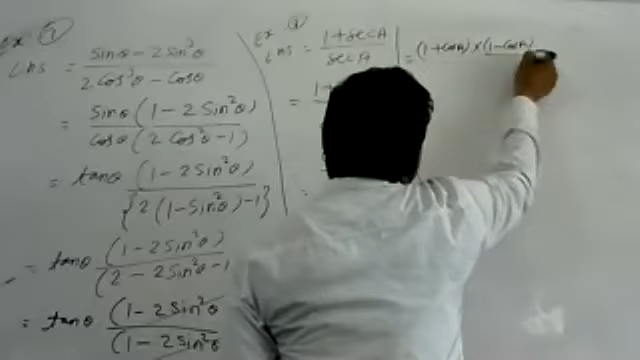 Ex 7
LHS = (sinθ - 2sin³θ)/(2cos³θ - cosθ)
= sinθ(1 - 2sin²θ)/cosθ(2cos²θ - 1)
= tanθ (1 - 2sin²θ)/{2(1 - sin²θ) - 1}
= tanθ (1 - 2sin²θ)/(2 - 2sin²θ - 1
= tanθ (1 - 2sin²θ/(1 - 2sin²θ
Ex
LHS = (1 + secA)/secA
= 1+
=
= (1 + cosA) × (1 - cosA)